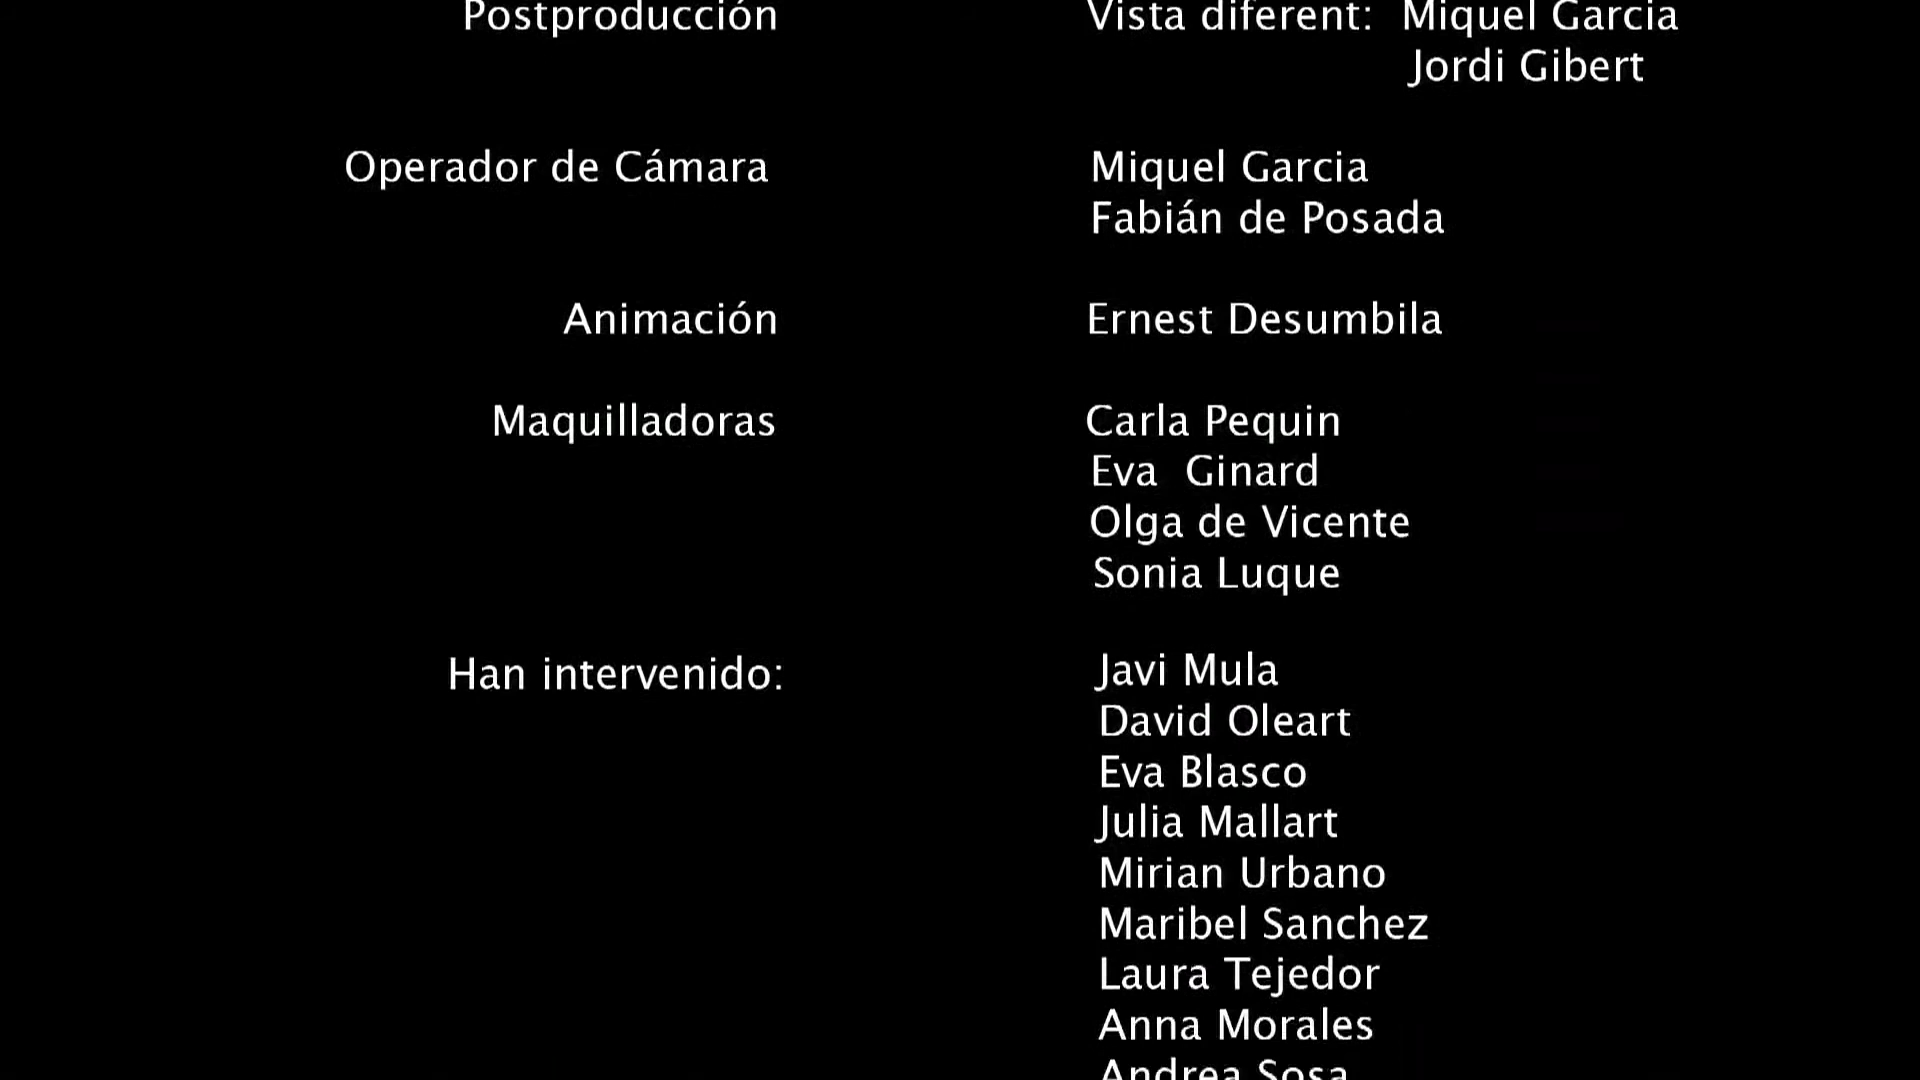 Postproducción Vista diferent: Miquel Garcia
Jordi Gibert
Operador de Cámara Miquel Garcia
Fabián de Posada
Animación Ernest Desumbila
Maquilladoras Carla Pequin
Eva Ginard
Olga de Vicente
Sonia Luque
Han intervenido: Javi Mula
David Oleart
Eva Blasco
Julia Mallart
Mirian Urbano
Maribel Sanchez
Laura Tejedor
Anna Morales
Andrea Sosa